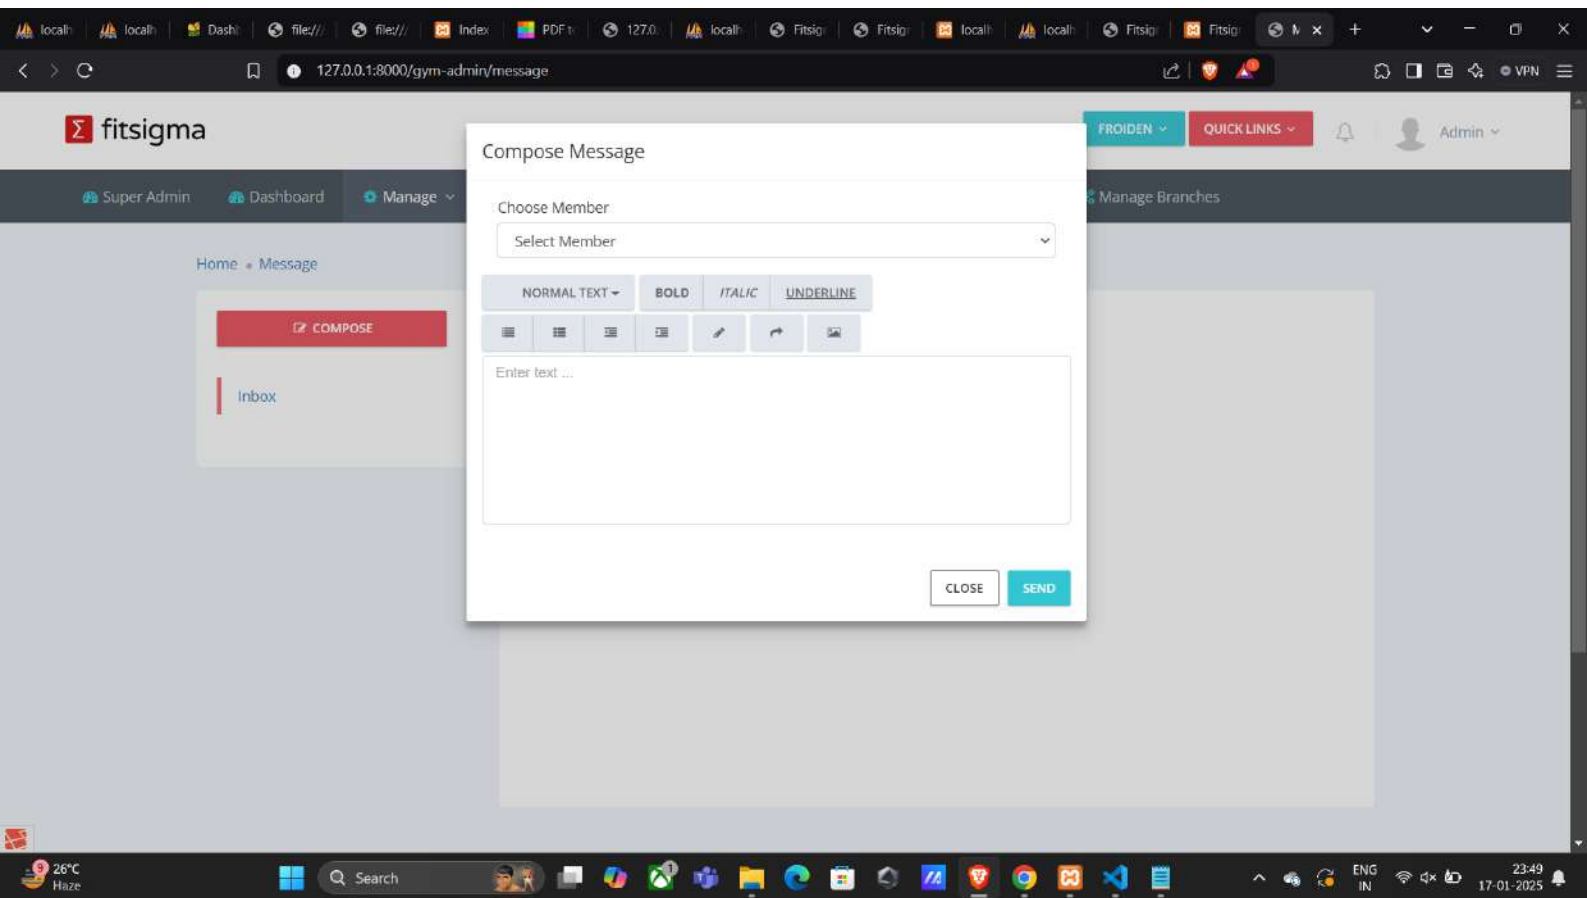 localh localh Dashl file:/// file:/// Index PDF t 127.0. localh Fitsig Fitsig localh localh Fitsig Fitsig
127.0.0.1:8000/gym-admin/message
VPN
Σ fitsigma
FROIDEN
QUICK LINKS
Admin
Super Admin
Dashboard
Manage
Manage Branches
Home
Message
COMPOSE
Inbox
Compose Message
Choose Member
Select Member
NORMAL TEXT
BOLD
ITALIC
UNDERLINE
Enter text ...
CLOSE
SEND
9
26°C
Haze
Search
1
ENG
IN
23:49
17-01-2025